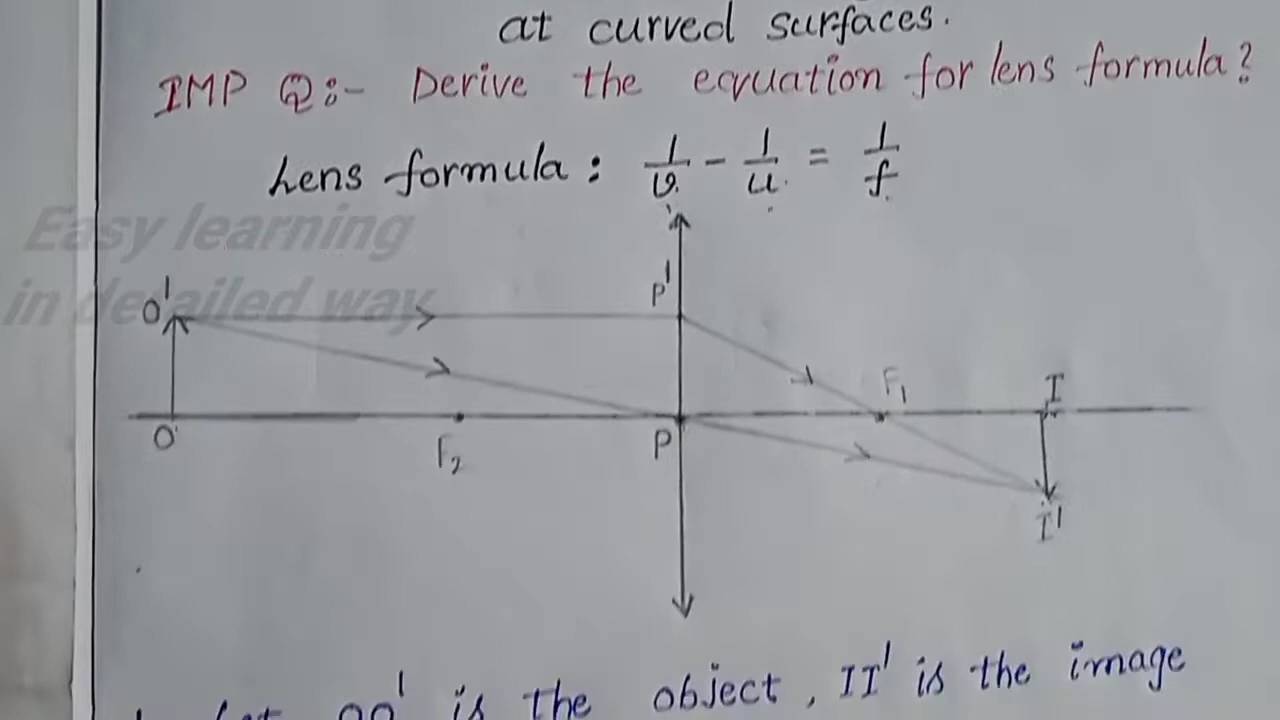 at curved surfaces.
IMP Q:- Derive the equation for lens formula?
Lens formula : 1/v - 1/u = 1/f
Easy learning
in detailed way
O' P'
F₁ I
O F₂ P
I'
Let OO' is the object, II' is the image